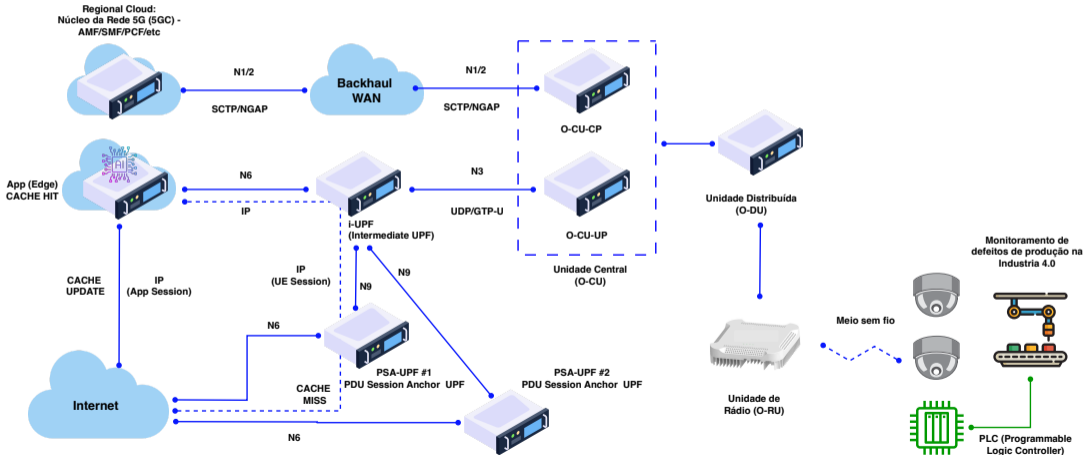 Regional Cloud:
Núcleo da Rede 5G (5GC) -
AMF/SMF/PCF/etc
N1/2
SCTP/NGAP
Backhaul
WAN
N1/2
SCTP/NGAP
O-CU-CP
App (Edge)
CACHE HIT
AI
N6
IP
i-UPF
(Intermediate UPF)
N3
UDP/GTP-U
O-CU-UP
Unidade Central
(O-CU)
Unidade Distribuída
(O-DU)
Monitoramento de
defeitos de produção na
Industria 4.0
CACHE
UPDATE
IP
(App Session)
IP
(UE Session)
N9
N9
N6
PSA-UPF #1
PDU Session Anchor UPF
CACHE
MISS
PSA-UPF #2
PDU Session Anchor UPF
Internet
N6
Meio sem fio
Unidade de
Rádio (O-RU)
PLC (Programmable
Logic Controller)